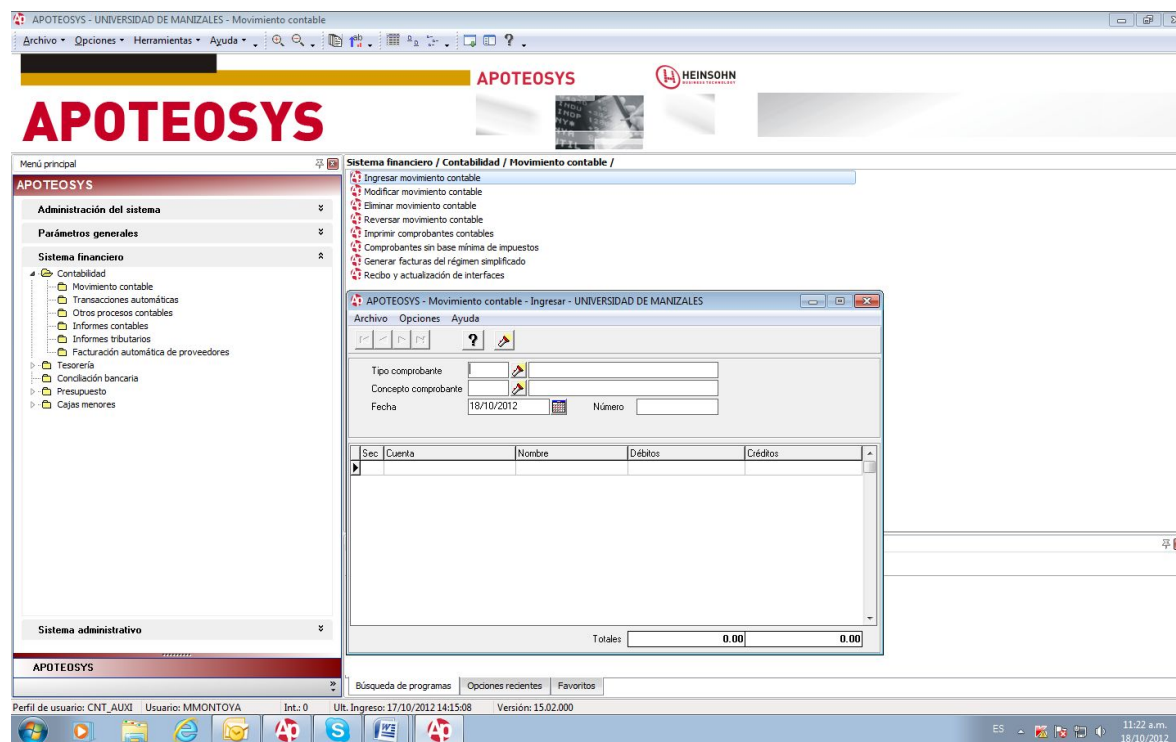 APOTEOSYS - UNIVERSIDAD DE MANIZALES - Movimiento contable
Archivo Opciones Herramientas Ayuda
APOTEOSYS
HEINSOHN
BUSINESS TECHNOLOGY
APOTEOSYS
Menú principal
APOTEOSYS
Administración del sistema
Parámetros generales
Sistema financiero
Contabilidad
Movimiento contable
Transacciones automáticas
Otros procesos contables
Informes contables
Informes tributarios
Facturación automática de proveedores
Tesorería
Conciliación bancaria
Presupuesto
Cajas menores
Sistema administrativo
APOTEOSYS
Sistema financiero / Contabilidad / Movimiento contable /
Ingresar movimiento contable
Modificar movimiento contable
Eliminar movimiento contable
Reversar movimiento contable
Imprimir comprobantes contables
Comprobantes sin base mínima de impuestos
Generar facturas del régimen simplificado
Recibo y actualización de interfaces
APOTEOSYS - Movimiento contable - Ingresar - UNIVERSIDAD DE MANIZALES
Archivo Opciones Ayuda
Tipo comprobante
Concepto comprobante
Fecha 18/10/2012 Número
Sec Cuenta Nombre Débitos Créditos
Totales 0.00 0.00
Búsqueda de programas Opciones recientes Favoritos
Perfil de usuario: CNT_AUXI Usuario: MMONTOYA Int.: 0 Ult. Ingreso: 17/10/2012 14:15:08 Versión: 15.02.000
ES 11:22 a.m.
18/10/2012